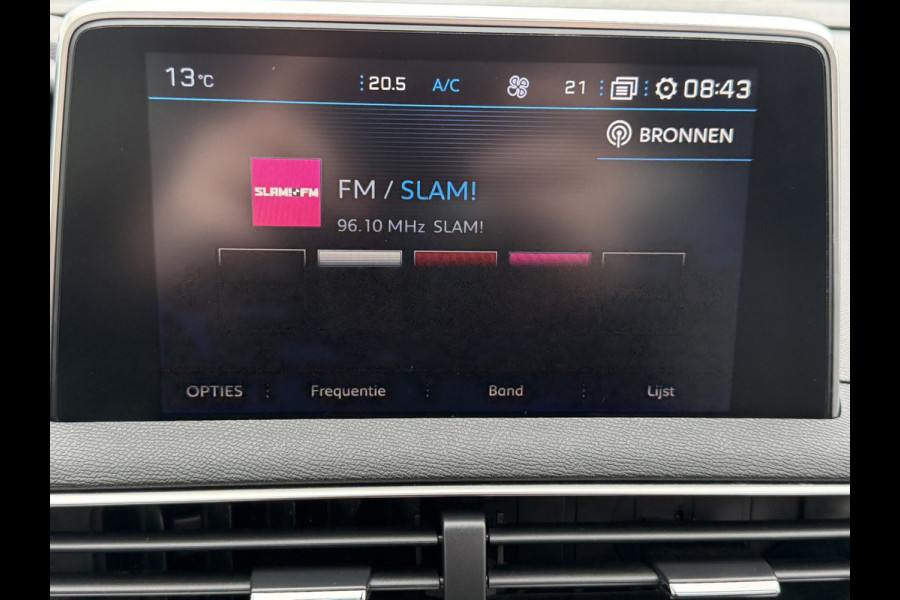 13°C 20.5 A/C 21 08:43
BRONNEN
SLAM!FM
FM / SLAM!
96.10 MHz SLAM!
OPTIES Frequentie Band Lijst